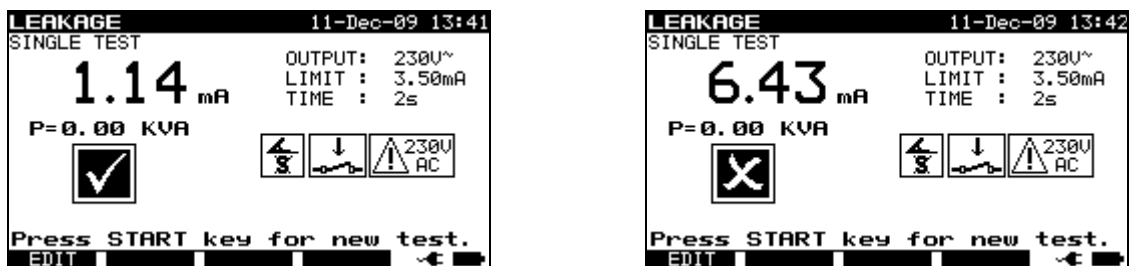 LEAKAGE 11-Dec-09 13:41
SINGLE TEST
1.14 mA
OUTPUT: 230V~
LIMIT : 3.50mA
TIME : 2s
P=0.00 KVA
S
230V
AC
Press START key for new test.
EDIT
LEAKAGE 11-Dec-09 13:42
SINGLE TEST
6.43 mA
OUTPUT: 230V~
LIMIT : 3.50mA
TIME : 2s
P=0.00 KVA
S
230V
AC
Press START key for new test.
EDIT